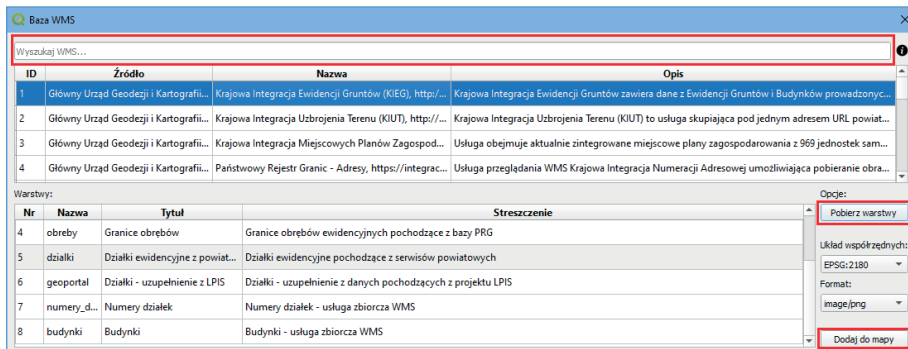 Baza WMS
Wyszukaj WMS...
ID Źródło Nazwa Opis
1 Główny Urząd Geodezji i Kartografii... Krajowa Integracja Ewidencji Gruntów (KIEG), http:/... Krajowa Integracja Ewidencji Gruntów zawiera dane z Ewidencji Gruntów i Budynków prowadzonyc...
2 Główny Urząd Geodezji i Kartografii... Krajowa Integracja Uzbrojenia Terenu (KIUT), http://... Krajowa Integracja Uzbrojenia Terenu (KIUT) to usługa skupiająca pod jednym adresem URL powiat...
3 Główny Urząd Geodezji i Kartografii... Krajowa Integracja Miejscowych Planów Zagospod... Usługa obejmuje aktualnie zintegrowane miejscowe plany zagospodarowania z 969 jednostek sam...
4 Główny Urząd Geodezji i Kartografii... Państwowy Rejestr Granic - Adresy, https://integrac... Usługa przeglądania WMS Krajowa Integracja Numeracji Adresowej umożliwiająca pobieranie obra...
Warstwy: Opcje:
Nr Nazwa Tytuł Streszczenie Pobierz warstwy
4 obreby Granice obrębów Granice obrębów ewidencyjnych pochodzące z bazy PRG
Układ współrzędnych:
5 dzialki Działki ewidencyjne z powiat... Działki ewidencyjne pochodzące z serwisów powiatowych EPSG:2180
6 geoportal Działki - uzupełnienie z LPIS Działki - uzupełnienie z danych pochodzących z projektu LPIS Format:
7 numery_d... Numery działek Numery działek - usługa zbiorcza WMS image/png
8 budynki Budynki Budynki - usługa zbiorcza WMS
Dodaj do mapy